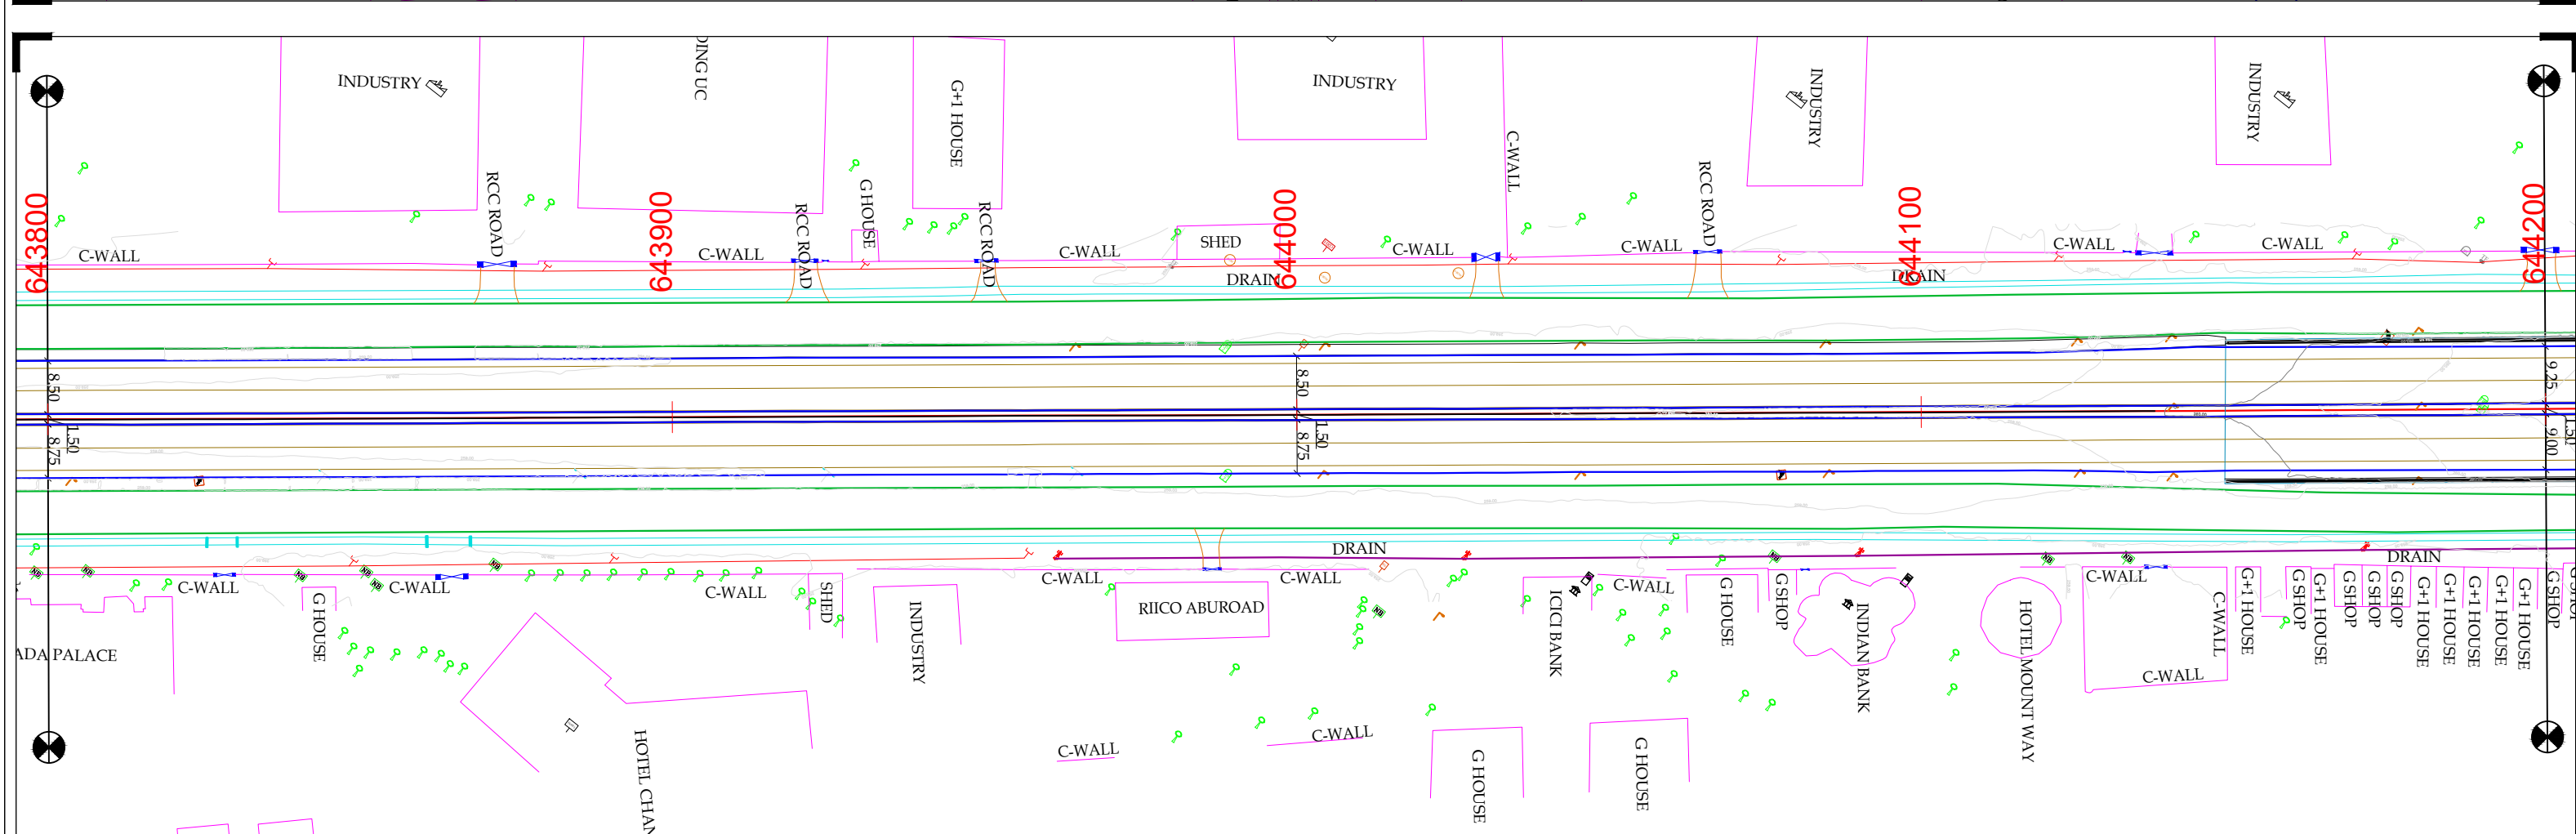 INDUSTRY
DING UC
G+1 HOUSE
INDUSTRY
C-WALL
INDUSTRY
INDUSTRY
643800
C-WALL
RCC ROAD
643900
C-WALL
RCC ROAD
G HOUSE
RCC ROAD
C-WALL
SHED
DRAIN
644000
C-WALL
C-WALL
RCC ROAD
644100
DRAIN
C-WALL
C-WALL
644200
8.50
1.50
8.75
8.50
1.50
8.75
9.25
1.50
9.00
DRAIN
DRAIN
C-WALL
G HOUSE
C-WALL
C-WALL
SHED
INDUSTRY
C-WALL
RIICO ABUROAD
C-WALL
ICICI BANK
C-WALL
G HOUSE
G SHOP
INDIAN BANK
HOTEL MOUNT WAY
C-WALL
C-WALL
C-WALL
G+1 HOUSE
G SHOP
G+1 HOUSE
G SHOP
G SHOP
G SHOP
G+1 HOUSE
G+1 HOUSE
G+1 HOUSE
G+1 HOUSE
G+1 HOUSE
G SHOP
ADA PALACE
HOTEL CHAN
C-WALL
C-WALL
G HOUSE
G HOUSE